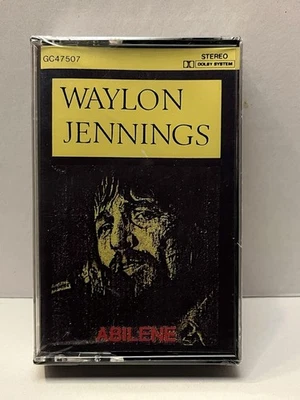 GC47507
STEREO
DOLBY SYSTEM
WAYLON
JENNINGS
ABILENE